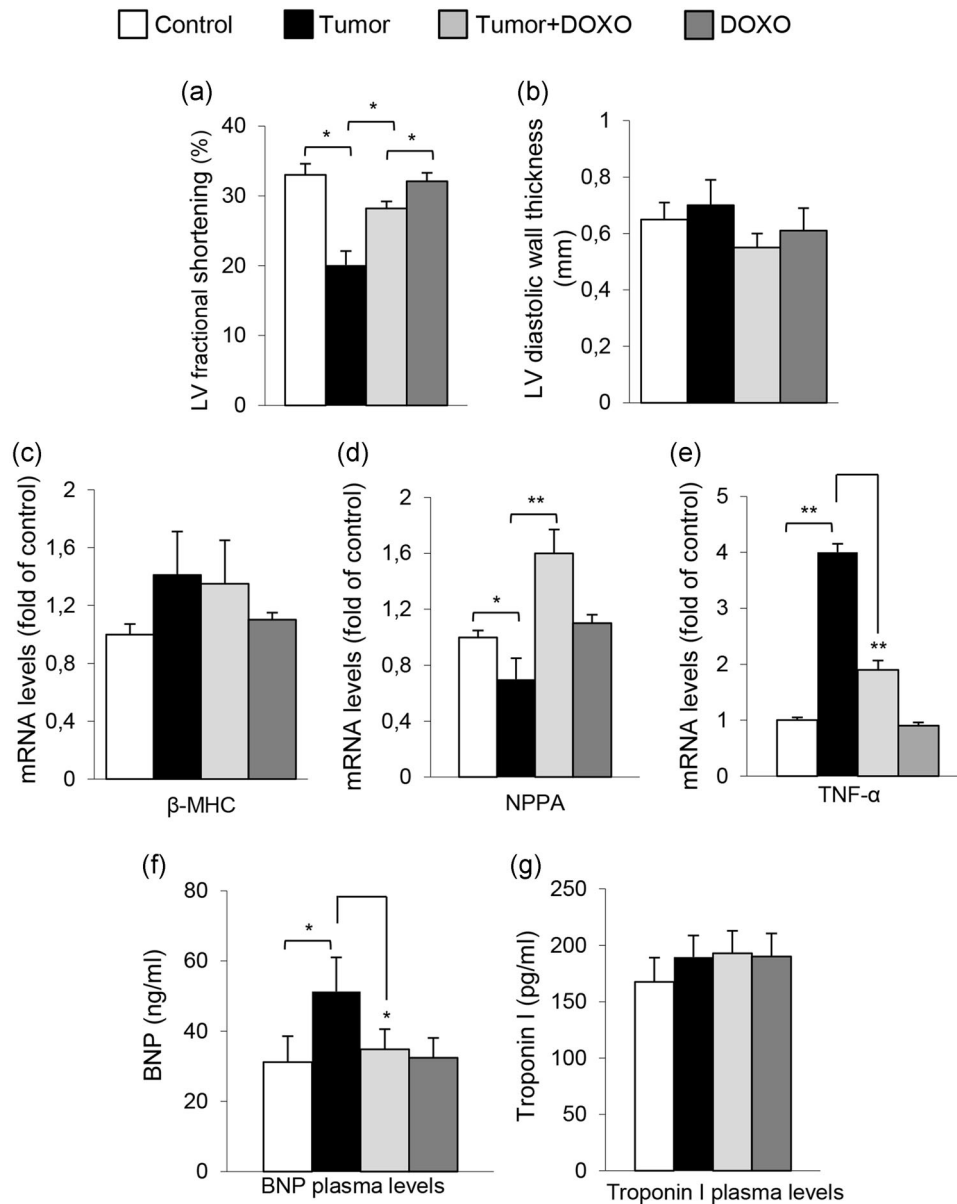 Control Tumor Tumor+DOXO DOXO
(a)
LV fractional shortening (%)
40
30
20
10
0
*
*
*
(b)
LV diastolic wall thickness
(mm)
1
0,8
0,6
0,4
0,2
0
(c)
mRNA levels (fold of control)
2
1,6
1,2
0,8
0,4
0
β-MHC
(d)
mRNA levels (fold of control)
2
1,6
1,2
0,8
0,4
0
*
**
NPPA
(e)
mRNA levels (fold of control)
5
4
2
1
0
**
**
TNF-α
(f)
BNP (ng/ml)
80
60
40
20
0
*
*
BNP plasma levels
(g)
Troponin I (pg/ml)
250
200
150
100
50
0
Troponin I plasma levels